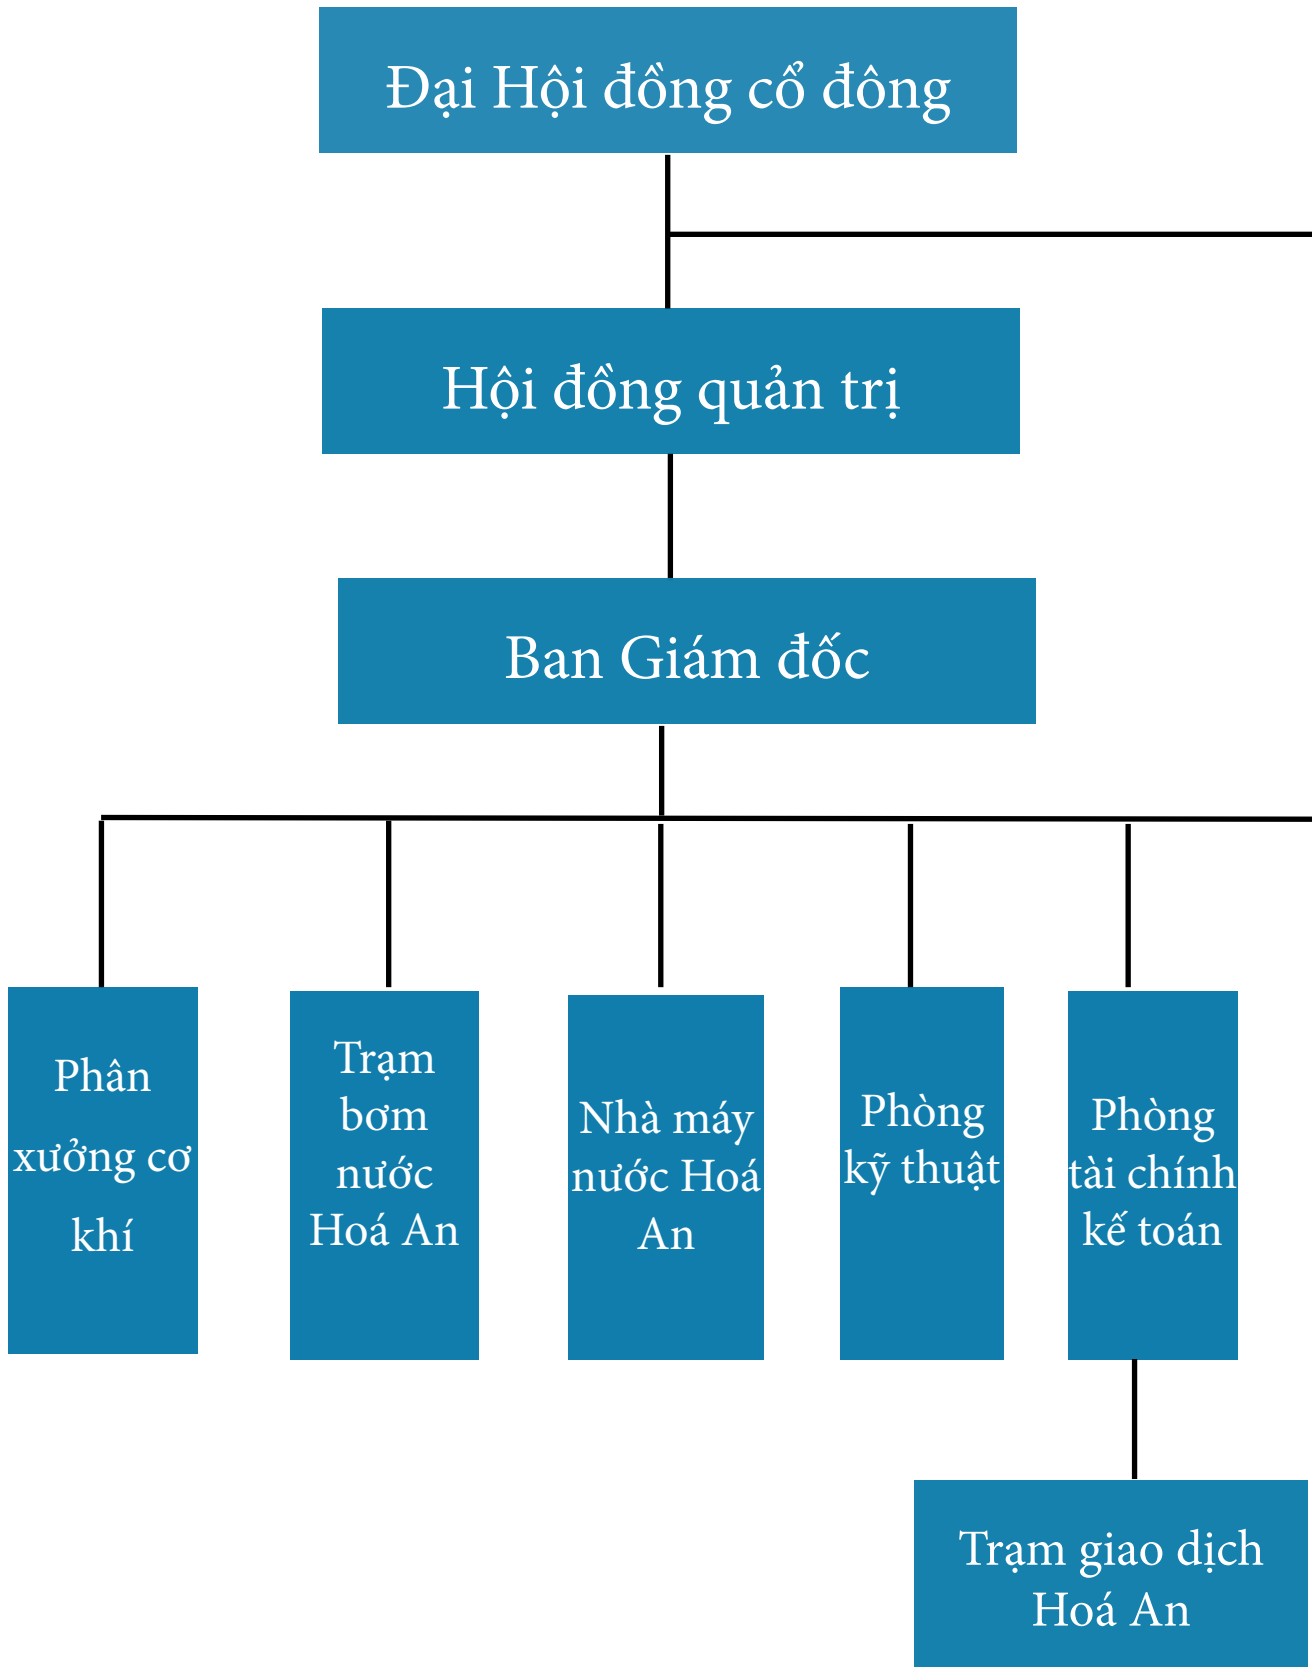 Đại Hội đồng cổ đông
Hội đồng quản trị
Ban Giám đốc
Phân
xưởng cơ
khí
Trạm
bơm
nước
Hoá An
Nhà máy
nước Hoá
An
Phòng
kỹ thuật
Phòng
tài chính
kế toán
Trạm giao dịch
Hoá An